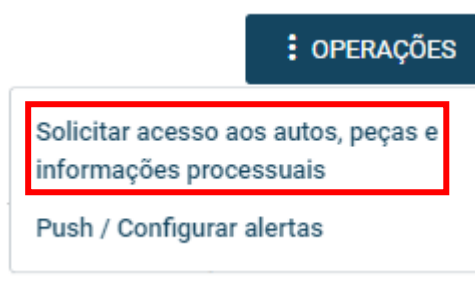 OPERAÇÕES
Solicitar acesso aos autos, peças e
informações processuais
Push / Configurar alertas